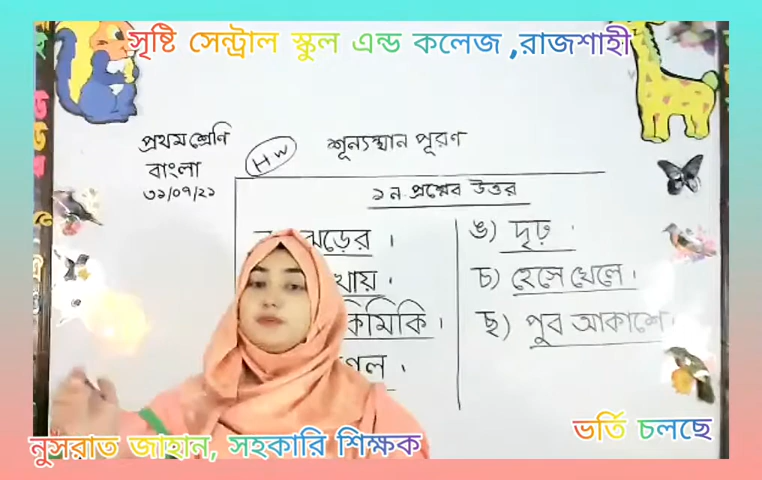 সৃষ্টি সেন্ট্রাল স্কুল এন্ড কলেজ ,রাজশাহী
প্রথম শ্রেণি
বাংলা
৩১/০৭/২১
HW
শূন্যস্থান পূরণ
১ন প্রশ্নের উত্তর
ঝড়ের ।
খায় ।
কিমিকি ।
ঙ) দৃঢ় ।
চ) হেসে খেলে ।
ছ) পুব আকাশে ।
নুসরাত জাহান, সহকারি শিক্ষক
ভর্তি চলছে